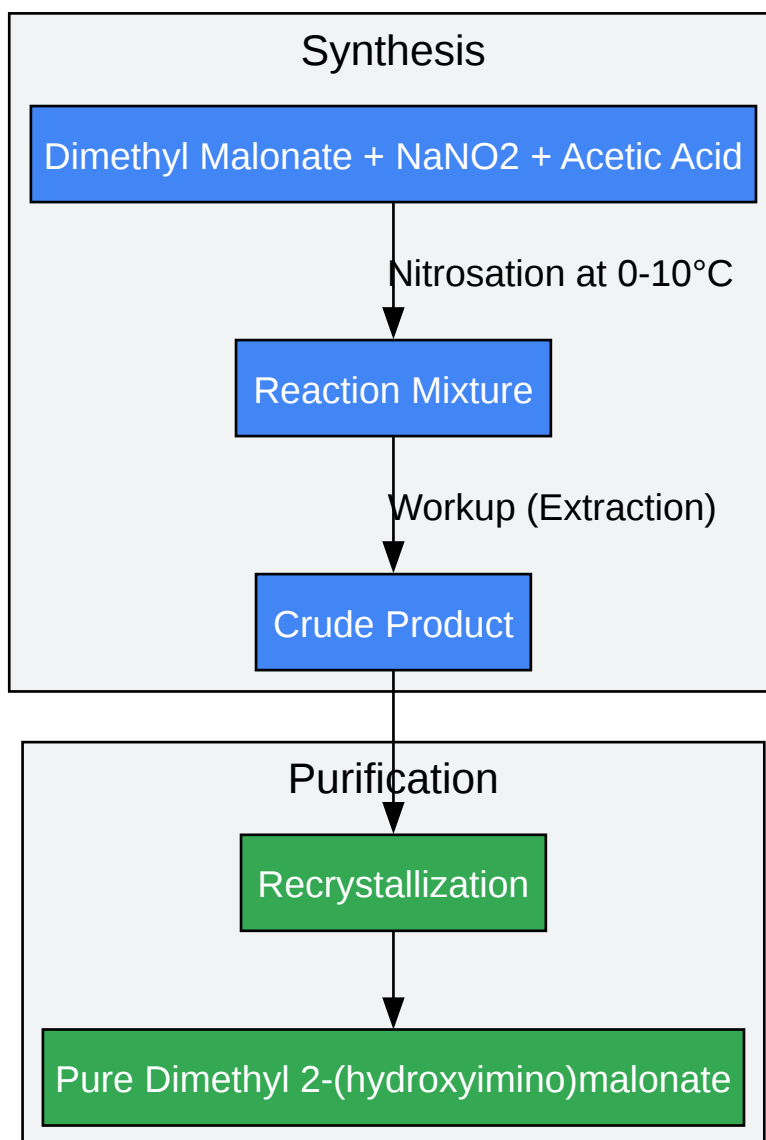 Synthesis
Dimethyl Malonate + NaNO2 + Acetic Acid
Nitrosation at 0-10°C
Reaction Mixture
Workup (Extraction)
Crude Product
Purification
Recrystallization
Pure Dimethyl 2-(hydroxyimino)malonate